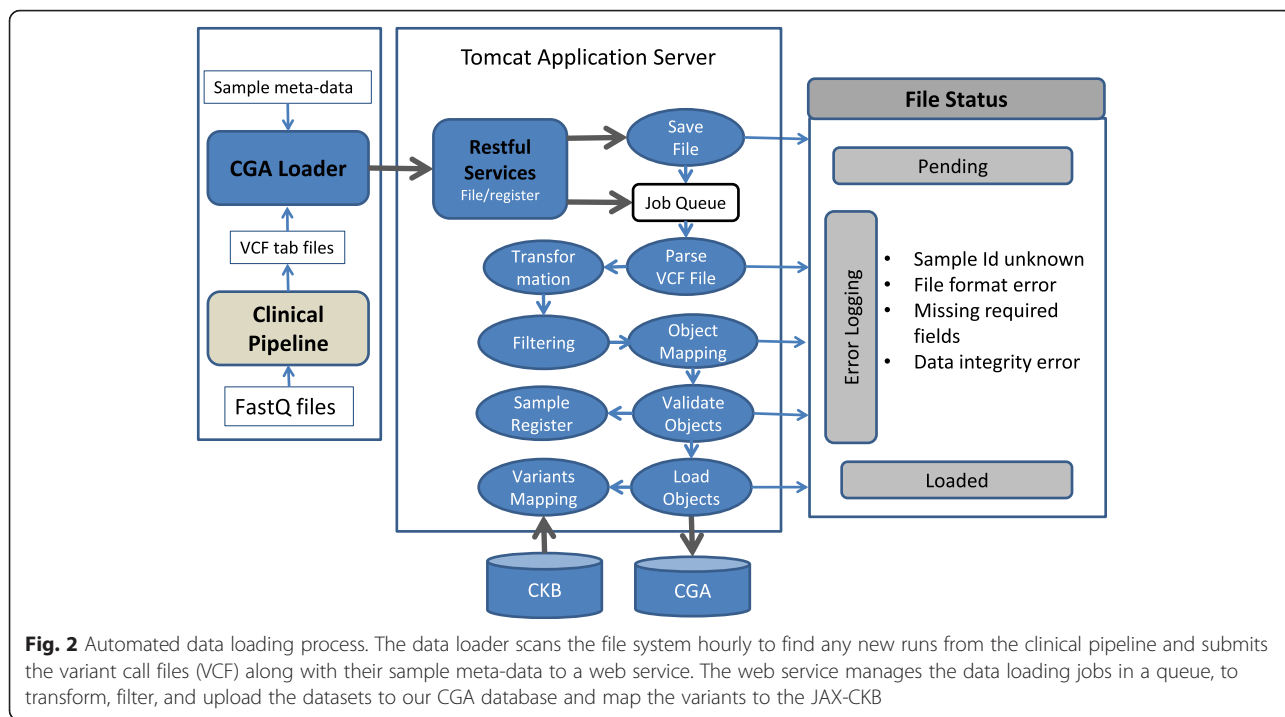 Sample meta-data
CGA Loader
VCF tab files
Clinical
Pipeline
FastQ files
Tomcat Application Server
Restful
Services
File/register
Save
File
Job Queue
Parse
VCF File
Transfor
mation
Filtering
Object
Mapping
Sample
Register
Validate
Objects
Variants
Mapping
Load
Objects
CKB
CGA
File Status
Pending
Error Logging
• Sample Id unknown
• File format error
• Missing required
fields
• Data integrity error
Loaded
Fig. 2 Automated data loading process. The data loader scans the file system hourly to find any new runs from the clinical pipeline and submits
the variant call files (VCF) along with their sample meta-data to a web service. The web service manages the data loading jobs in a queue, to
transform, filter, and upload the datasets to our CGA database and map the variants to the JAX-CKB